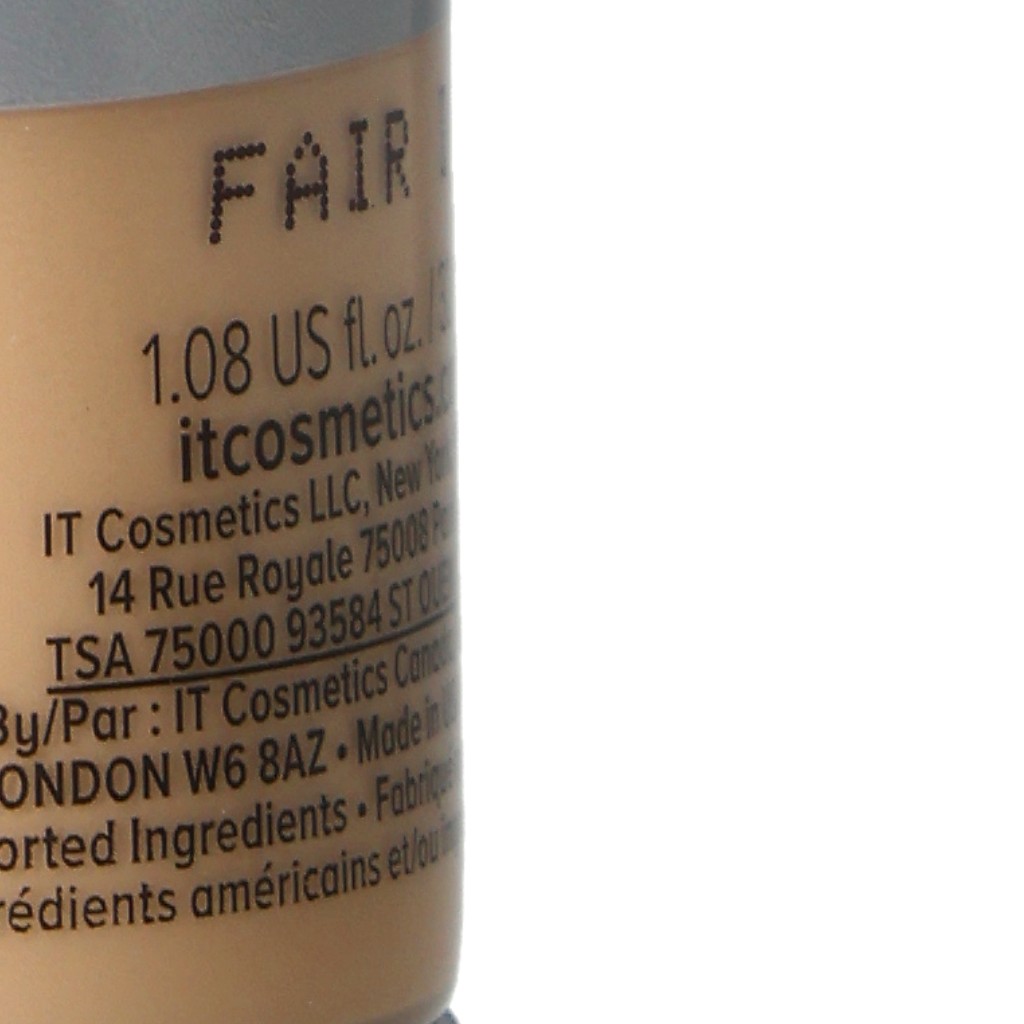 FAIR
1.08 US fl. oz. /
itcosmetics.
IT Cosmetics LLC, New
14 Rue Royale 75008
TSA 75000 93584 ST
By/Par : IT Cosmetics
ONDON W6 8AZ • Made in
orted Ingredients •
rédients américains et/ou